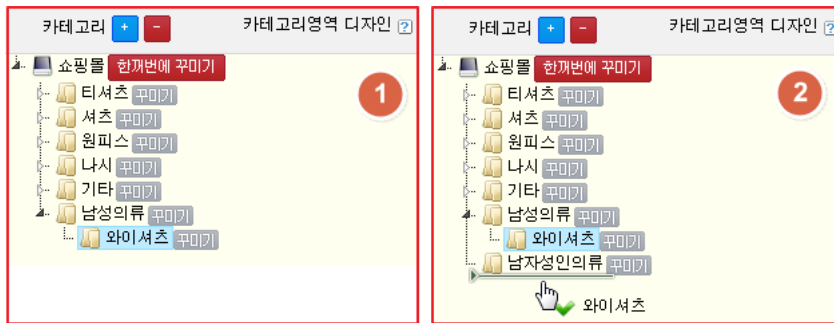 카테고리 + - 카테고리영역 디자인 ?
쇼핑몰 한꺼번에 꾸미기
티셔츠 꾸미기
셔츠 꾸미기
원피스 꾸미기
나시 꾸미기
기타 꾸미기
남성의류 꾸미기
와이셔츠 꾸미기
1
카테고리 + - 카테고리영역 디자인 ?
쇼핑몰 한꺼번에 꾸미기
티셔츠 꾸미기
셔츠 꾸미기
원피스 꾸미기
나시 꾸미기
기타 꾸미기
남성의류 꾸미기
와이셔츠 꾸미기
남자성인의류 꾸미기
와이셔츠
2